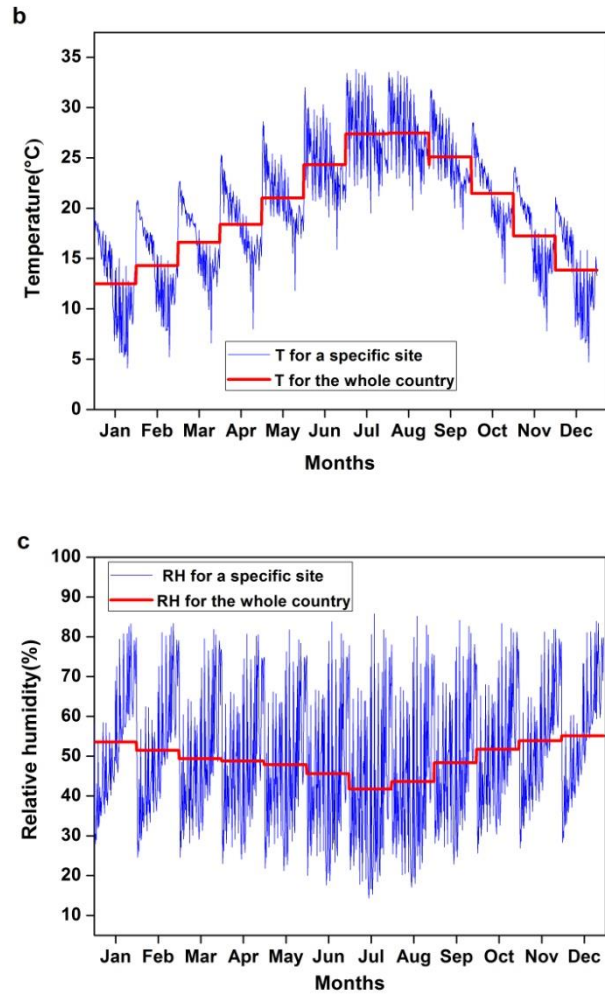 b
Temperature(°C)
35
30
25
20
15
10
5
0
T for a specific site
T for the whole country
Jan Feb Mar Apr May Jun Jul Aug Sep Oct Nov Dec
Months
c
Relative humidity(%)
100
90
80
70
60
50
40
30
20
10
RH for a specific site
RH for the whole country
Jan Feb Mar Apr May Jun Jul Aug Sep Oct Nov Dec
Months